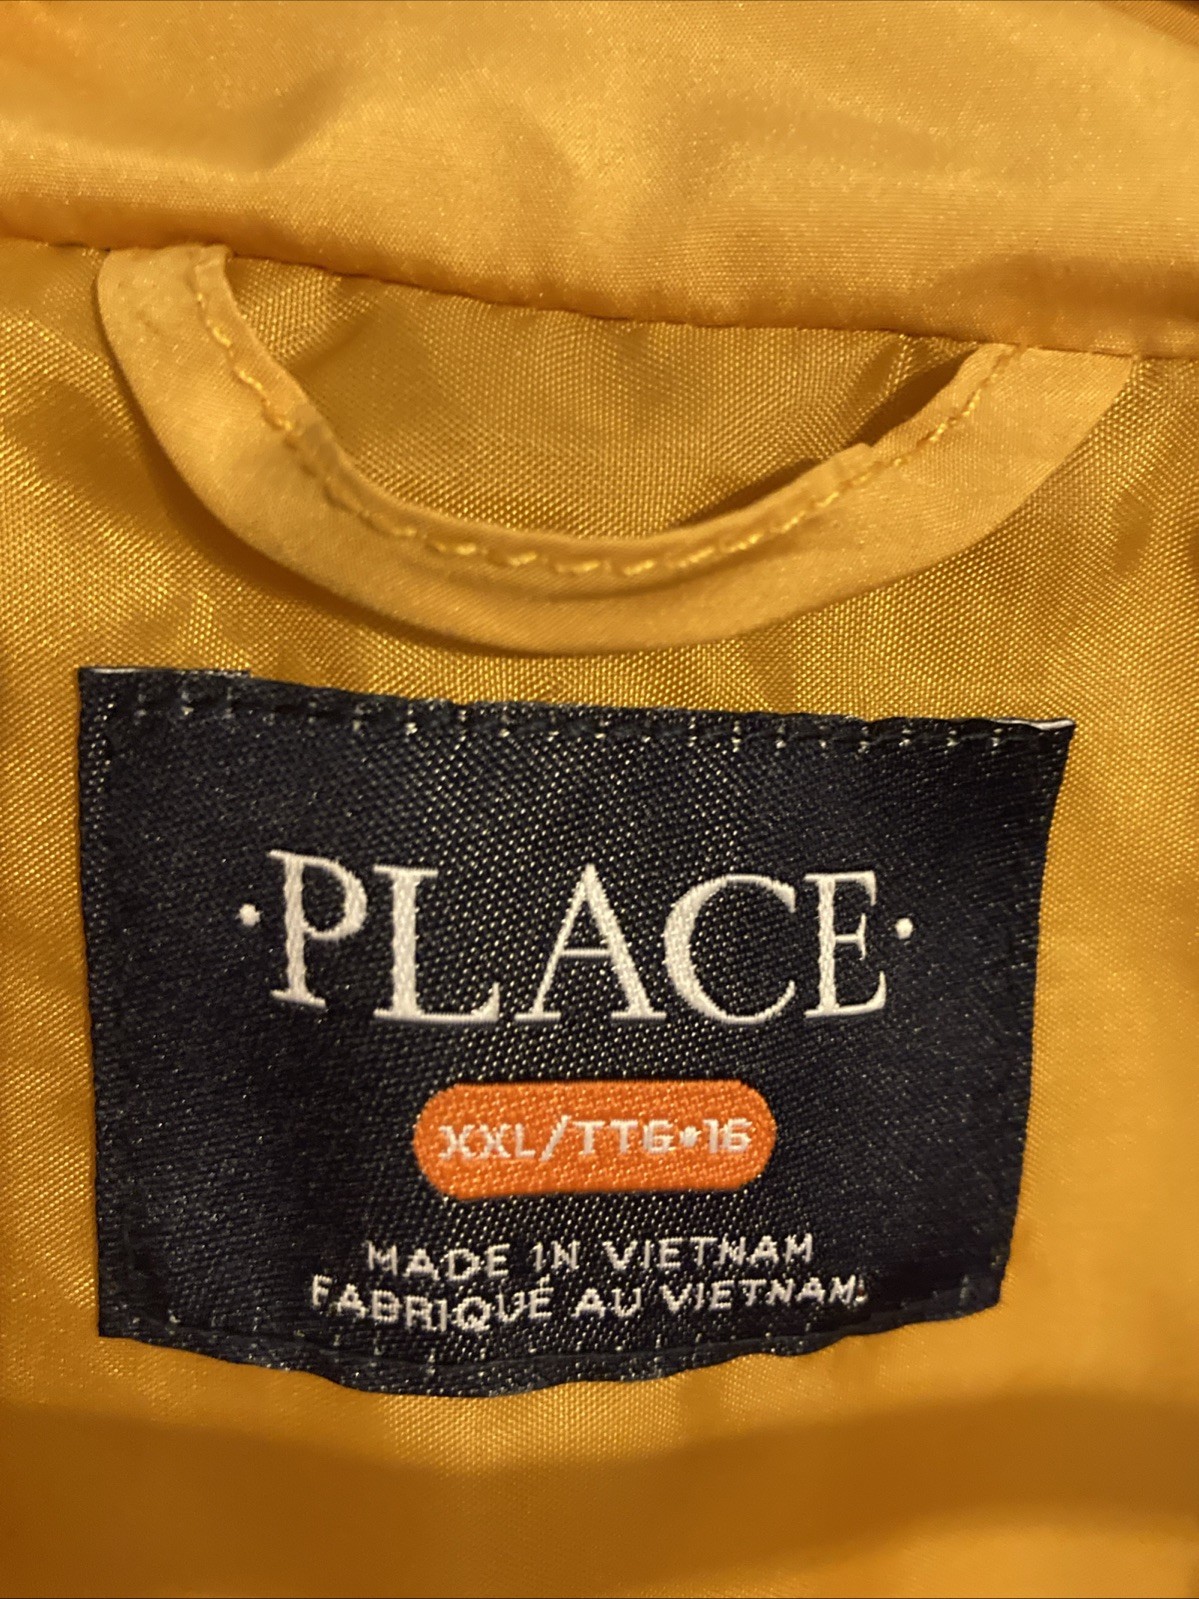 ·PLACE·
XXL/TTG•16
MADE IN VIETNAM
FABRIQUÉ AU VIETNAM